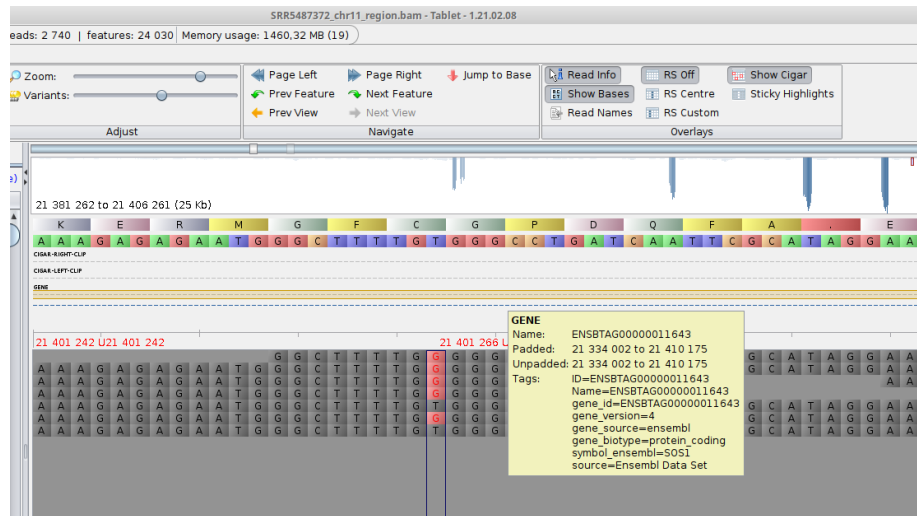 SRR5487372_chr11_region.bam - Tablet - 1.21.02.08
eads: 2 740 | features: 24 030 Memory usage: 1460,32 MB (19)
Zoom:
Variants:
Adjust
Page Left Page Right Jump to Base
Prev Feature Next Feature
Prev View Next View
Navigate
Read Info RS Off Show Cigar
Show Bases RS Centre Sticky Highlights
Read Names RS Custom
Overlays
21 381 262 to 21 406 261 (25 Kb)
K E R M G F C G P D Q F A . E
A A A G A G A G A A T G G G C T T T T G T G G G C C T G A T C A A T T C G C A T A G G A A
CIGAR-RIGHT-CLIP
CIGAR-LEFT-CLIP
GENE
21 401 242 U21 401 242 21 401 266 U
G G C T T T T G G G G G G C A T A G G A A
A A A G A G A G A A T G G G C T T T T G G G G G G C A T A G G A A
A A A G A G A G A A T G G G C T T T T G G G G G A A
A A A G A G A G A A T G G G C T T T T G G G G G
A A A G A G A G A A T G G G C T T T T G T G G G G C A T A G G A A
A A A G A G A G A A T G G G C T T T T G G G G G G C A T A G G A A
A A A G A G A G A A T G G G C T T T T G T G G G G C A T A G G A A
GENE
Name: ENSBTAG00000011643
Padded: 21 334 002 to 21 410 175
Unpadded: 21 334 002 to 21 410 175
Tags: ID=ENSBTAG00000011643
Name=ENSBTAG00000011643
gene_id=ENSBTAG00000011643
gene_version=4
gene_source=ensembl
gene_biotype=protein_coding
symbol_ensembl=SOS1
source=Ensembl Data Set